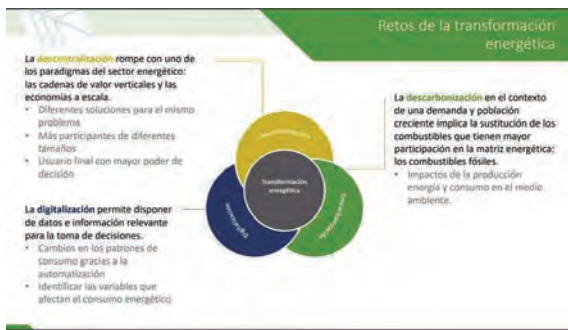 Retos de la transformación
energética
La descentralización rompe con uno de
los paradigmas del sector energético:
las cadenas de valor verticales y las
economías a escala.
• Diferentes soluciones para el mismo
problema
• Más participantes de diferentes
tamaños
• Usuario final con mayor poder de
decisión
La digitalización permite disponer
de datos e información relevante
para la toma de decisiones.
• Cambios en los patrones de
consumo gracias a la
automatización
• Identificar las variables que
afectan el consumo energético
Transformación
energética
Digitalización
La descarbonización en el contexto
de una demanda y población
creciente implica la sustitución de los
combustibles que tienen mayor
participación en la matriz energética:
los combustibles fósiles.
• Impactos de la producción
energía y consumo en el medio
ambiente.